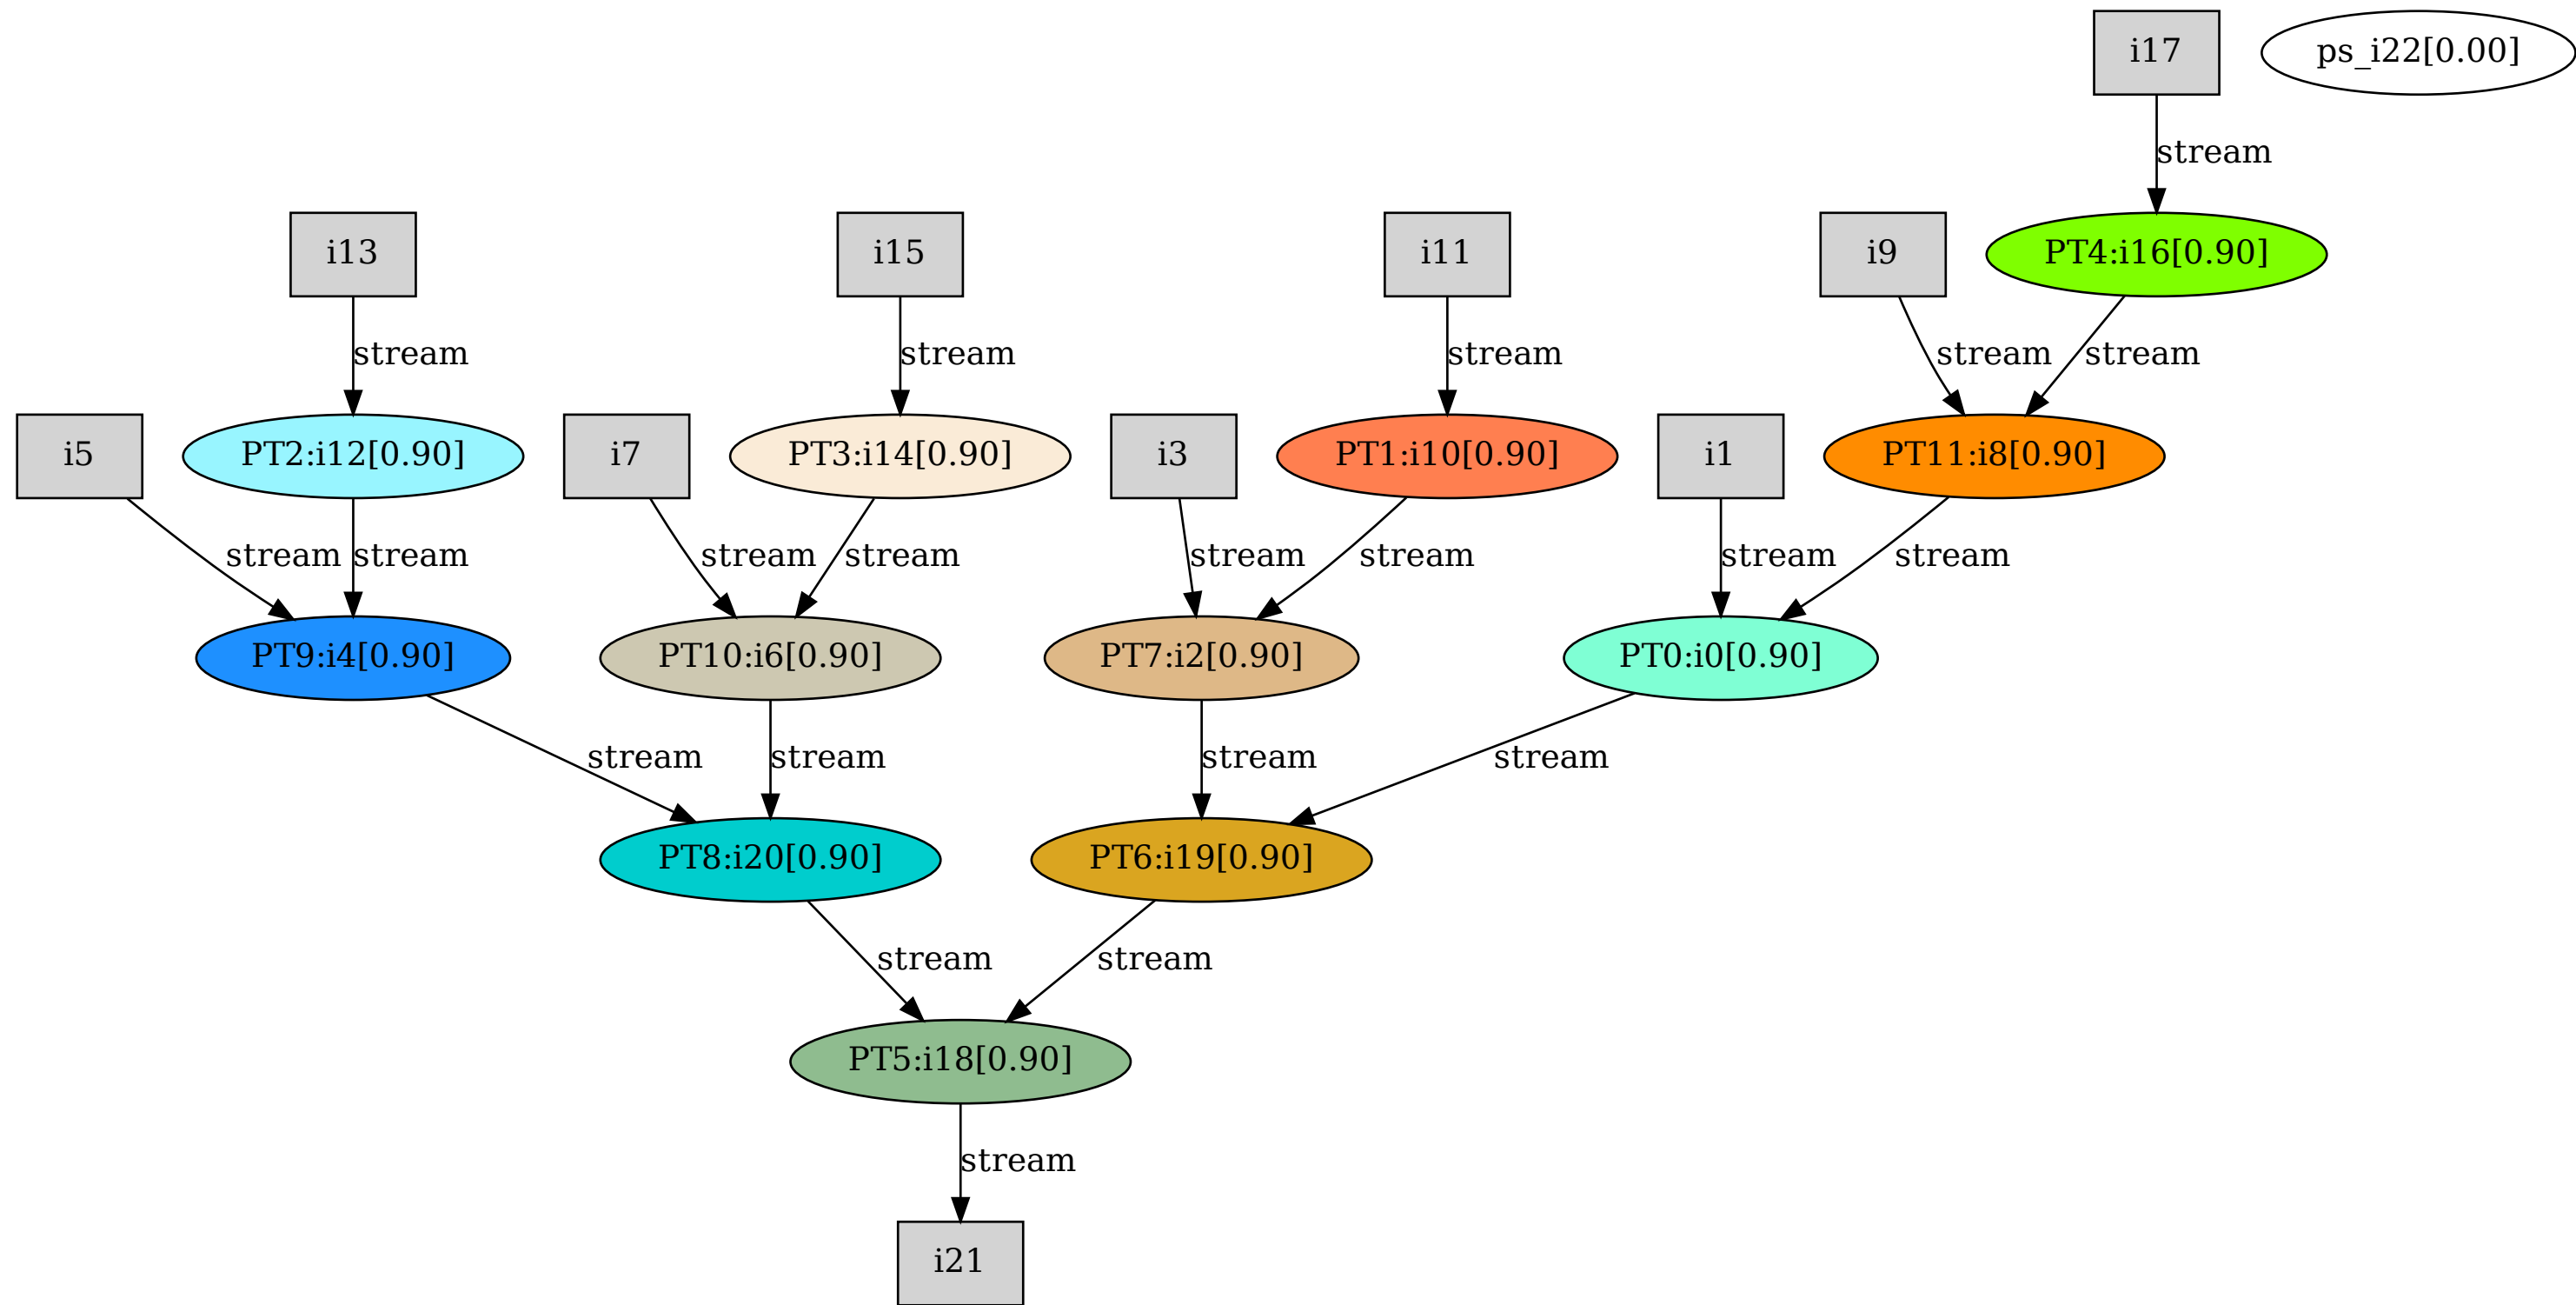 i17
ps_i22[0.00]
stream
i13
i15
i11
i9
PT4:i16[0.90]
stream
stream
stream
stream
stream
i5
PT2:i12[0.90]
i7
PT3:i14[0.90]
i3
PT1:i10[0.90]
i1
PT11:i8[0.90]
stream
stream
stream
stream
stream
stream
stream
stream
PT9:i4[0.90]
PT10:i6[0.90]
PT7:i2[0.90]
PT0:i0[0.90]
stream
stream
stream
stream
PT8:i20[0.90]
PT6:i19[0.90]
stream
stream
PT5:i18[0.90]
stream
i21